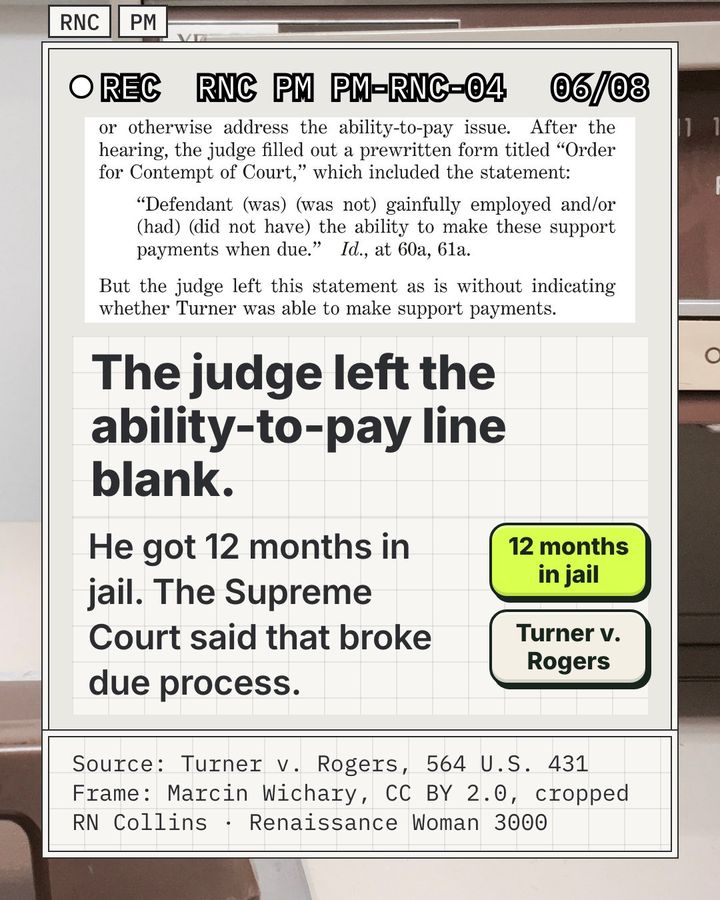 RNC PM
REC RNC PM PM-RNC-04 06/08
or otherwise address the ability-to-pay issue. After the
hearing, the judge filled out a prewritten form titled “Order
for Contempt of Court,” which included the statement:
“Defendant (was) (was not) gainfully employed and/or
(had) (did not have) the ability to make these support
payments when due.” Id., at 60a, 61a.
But the judge left this statement as is without indicating
whether Turner was able to make support payments.
The judge left the
ability-to-pay line
blank.
He got 12 months in
jail. The Supreme
Court said that broke
due process.
12 months
in jail
Turner v.
Rogers
Source: Turner v. Rogers, 564 U.S. 431
Frame: Marcin Wichary, CC BY 2.0, cropped
RN Collins · Renaissance Woman 3000